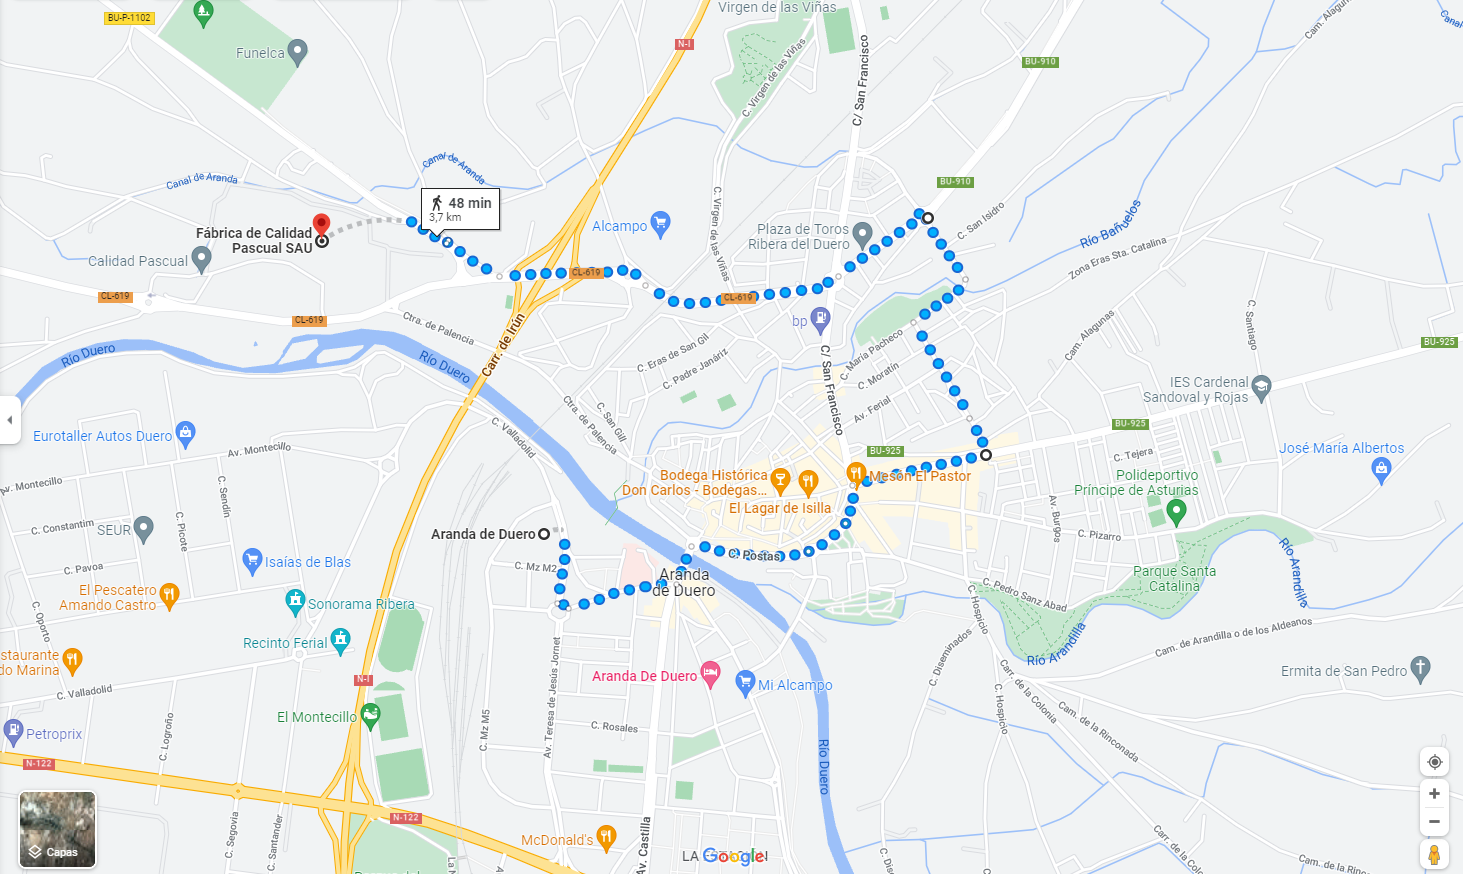 BU-P-1102
Virgen de las Viñas
Funelca
N-I
BU-910
C/ San Francisco
Cam. Alagunas
C. Virgen de las Viñas
Canal de Aranda
Canal de Aranda
48 min
3,7 km
BU-910
C. Virgen de las Viñas
Alcampo
Plaza de Toros
Ribera del Duero
C. San Isidro
Río Bañuelos
Zona Eras Sta. Catalina
Fábrica de Calidad
Pascual SAU
Calidad Pascual
CL-619
CL-619
CL-619
CL-619
bp
Ctra. de Palencia
Carr. de Irún
C. Eras de San Gil
C. Padre Janáriz
C. María Pacheco
C. Moratín
C/ San Francisco
Cam. Alagunas
C. Santiago
BU-925
Río Duero
Río Duero
IES Cardenal
Sandoval y Rojas
Av. Ferial
C. San Gill
Ctra. de Palencia
C. Valladolid
Eurotaller Autos Duero
Av. Montecillo
Av. Montecillo
BU-925
BU-925
José María Albertos
C. Tejera
Bodega Histórica
Don Carlos - Bodegas...
Mesón El Pastor
El Lagar de Isilla
Polideportivo
Príncipe de Asturias
C. Sendín
C. Constantim
SEUR
C. Picote
Av. Burgos
C. Pizarro
Aranda de Duero
C. Postas
Río Arandilla
C. Pavoa
Isaías de Blas
C. Mz M2
Aranda
de Duero
Parque Santa
Catalina
C. Pedro Sanz Abad
C. Hospicio
El Pescatero
Amando Castro
Sonorama Ribera
C. Oporto
Recinto Ferial
C. Diseminados
Río Arandilla
Cam. de Arandilla o de los Aldeanos
Ermita de San Pedro
staurante
do Marina
C. Valladolid
N-I
Aranda De Duero
Mi Alcampo
Carr. de la Colonia
C. Hospicio
Cam. de la Rinconada
El Montecillo
Petroprix
C. Logroño
C. Mz M5
Av. Teresa de Jesús Jornet
C. Rosales
Río Duero
N-122
N-122
Capas
C. Segovia
C. Santander
McDonald's
Av. Castilla
Google
Carr. de la Co
Cam. de la Rinconada